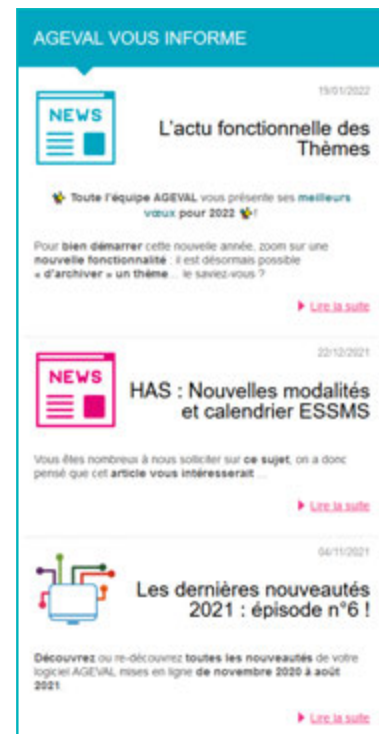 AGEVAL VOUS INFORME
19/01/2022
NEWS
L'actu fonctionnelle des
Thèmes
Toute l'équipe AGEVAL vous présente ses meilleurs
vœux pour 2022 !
Pour bien démarrer cette nouvelle année, zoom sur une
nouvelle fonctionnalité : il est désormais possible
« d'archiver » un thème... le saviez-vous ?
Lire la suite
22/12/2021
NEWS
HAS : Nouvelles modalités
et calendrier ESSMS
Vous êtes nombreux à nous solliciter sur ce sujet, on a donc
pensé que cet article vous intéresserait ...
Lire la suite
04/11/2021
Les dernières nouveautés
2021 : épisode n°6 !
Découvrez ou re-découvrez toutes les nouveautés de votre
logiciel AGEVAL mises en ligne de novembre 2020 à août
2021
Lire la suite